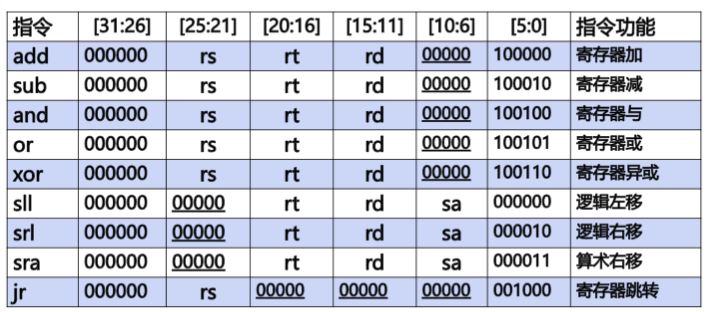 指令 [31:26] [25:21] [20:16] [15:11] [10:6] [5:0] 指令功能
add 000000 rs rt rd 00000 100000 寄存器加
sub 000000 rs rt rd 00000 100010 寄存器减
and 000000 rs rt rd 00000 100100 寄存器与
or 000000 rs rt rd 00000 100101 寄存器或
xor 000000 rs rt rd 00000 100110 寄存器异或
sll 000000 00000 rt rd sa 000000 逻辑左移
srl 000000 00000 rt rd sa 000010 逻辑右移
sra 000000 00000 rt rd sa 000011 算术右移
jr 000000 rs 00000 00000 00000 001000 寄存器跳转